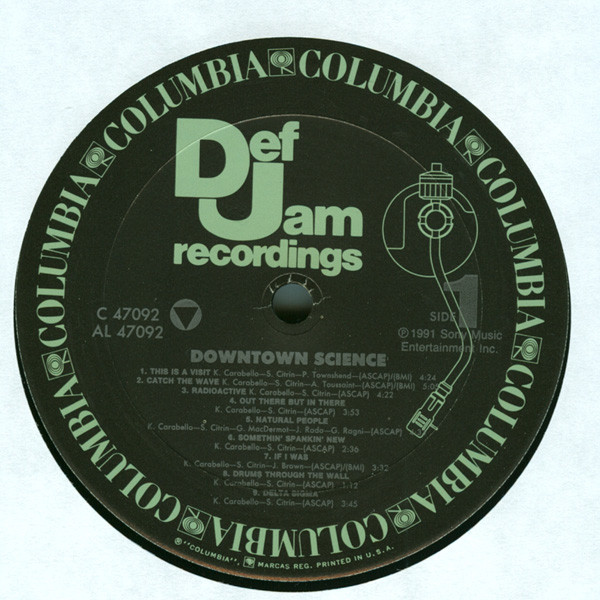 COLUMBIA COLUMBIA COLUMBIA COLUMBIA COLUMBIA COLUMBIA COLUMBIA COLUMBIA COLUMBIA
Def
Jam
recordings
C 47092
AL 47092
SIDE 1
℗1991 Sony Music
Entertainment Inc.
DOWNTOWN SCIENCE
1. THIS IS A VISIT K. Carabello—S. Citrin—P. Townshend—(ASCAP)/(BMI) 4:24
2. CATCH THE WAVE K. Carabello—S. Citrin—A. Toussaint—(ASCAP)/(BMI) 5:05
3. RADIOACTIVE K. Carabello—S. Citrin—(ASCAP) 4:22
4. OUT THERE BUT IN THERE
K. Carabello—S. Citrin—(ASCAP) 3:53
5. NATURAL PEOPLE
K. Carabello—S. Citrin—G. MacDermot—J. Rado—G. Ragni—(ASCAP)
6. SOMETHIN' SPANKIN' NEW
K. Carabello—S. Citrin—(ASCAP) 2:36
7. IF I WAS
K. Carabello—S. Citrin—J. Brown—(ASCAP)/(BMI) 3:32
8. DRUMS THROUGH THE WALL
K. Carabello—S. Citrin—(ASCAP) :12
9. DELTA SIGMA
K. Carabello—S. Citrin—(ASCAP) 3:45
®"COLUMBIA", MARCAS REG. PRINTED IN U.S.A.